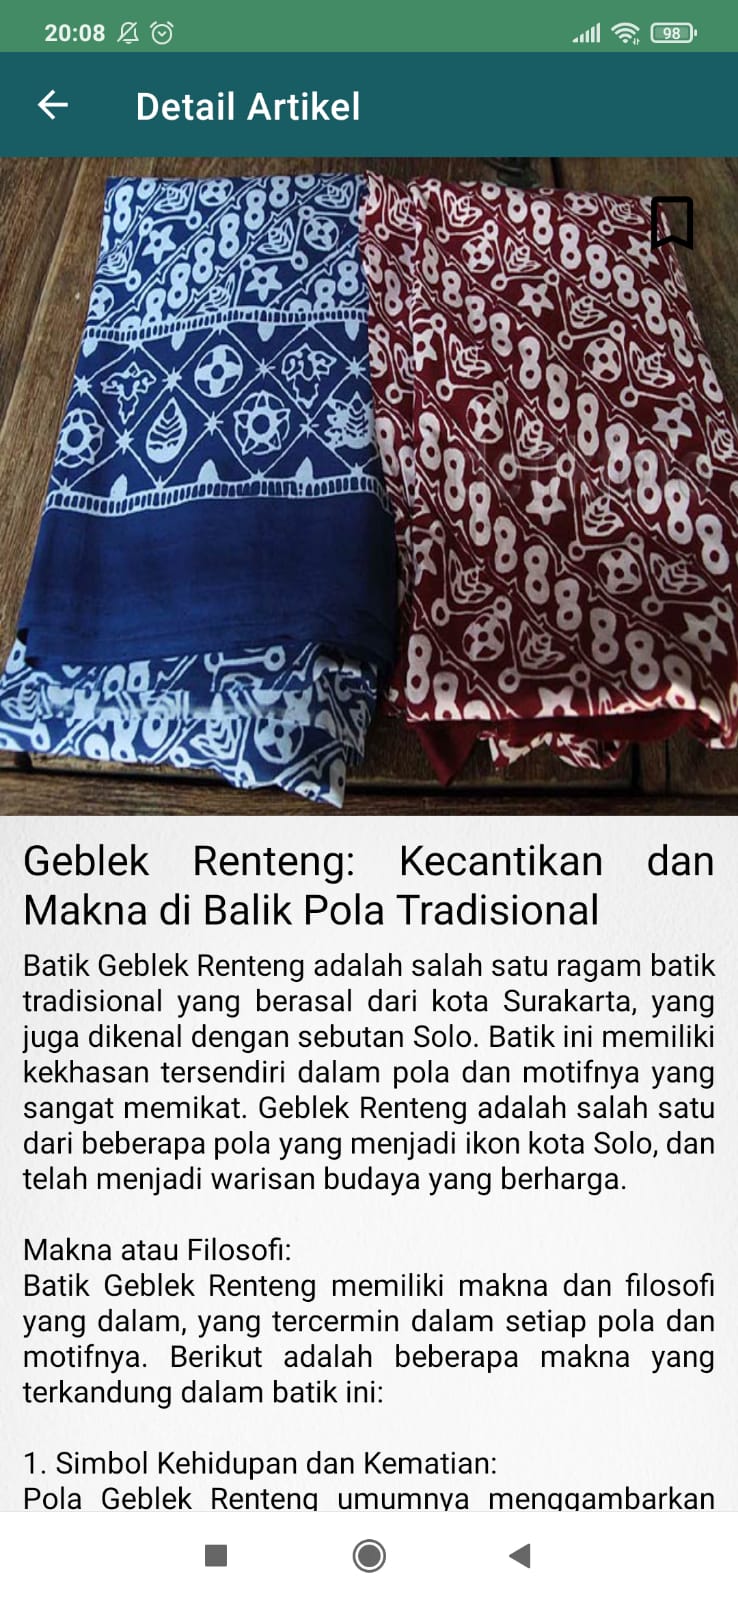 20:08
98
Detail Artikel
Geblek Renteng: Kecantikan dan
Makna di Balik Pola Tradisional
Batik Geblek Renteng adalah salah satu ragam batik
tradisional yang berasal dari kota Surakarta, yang
juga dikenal dengan sebutan Solo. Batik ini memiliki
kekhasan tersendiri dalam pola dan motifnya yang
sangat memikat. Geblek Renteng adalah salah satu
dari beberapa pola yang menjadi ikon kota Solo, dan
telah menjadi warisan budaya yang berharga.
Makna atau Filosofi:
Batik Geblek Renteng memiliki makna dan filosofi
yang dalam, yang tercermin dalam setiap pola dan
motifnya. Berikut adalah beberapa makna yang
terkandung dalam batik ini:
1. Simbol Kehidupan dan Kematian:
Pola Geblek Renteng umumnya menggambarkan